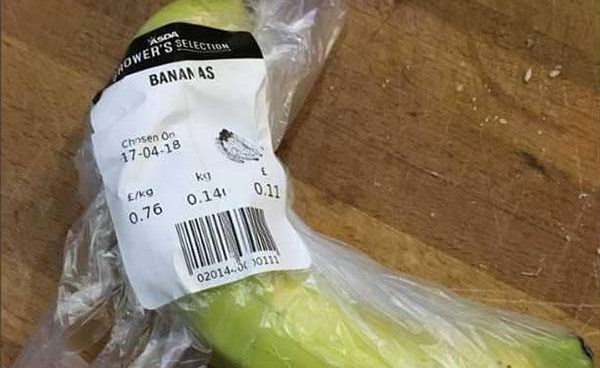 ASDA
GROWER'S SELECTION
BANANAS
Chosen On
17-04-18
£/kg kg £
0.76 0.11